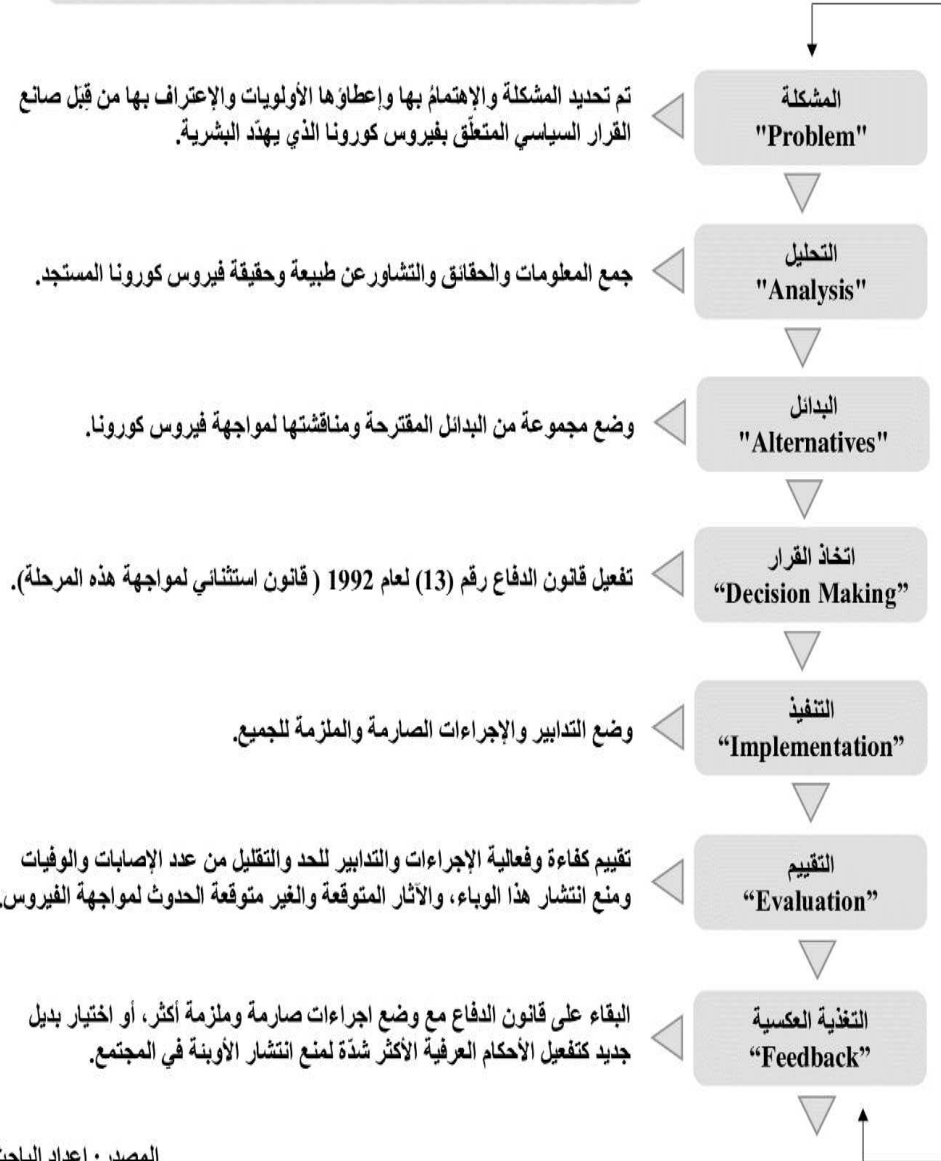 المشكلة
"Problem"
تم تحديد المشكلة والإهتمامُ بها وإعطاؤها الأولويات والإعتراف بها من قِبَل صانع
القرار السياسي المتعلّق بفيروس كورونا الذي يهدّد البشرية.
التحليل
"Analysis"
جمع المعلومات والحقائق والتشاورعن طبيعة وحقيقة فيروس كورونا المستجد.
البدائل
"Alternatives"
وضع مجموعة من البدائل المقترحة ومناقشتها لمواجهة فيروس كورونا.
اتخاذ القرار
“Decision Making”
تفعيل قانون الدفاع رقم (13) لعام 1992 ( قانون استثنائي لمواجهة هذه المرحلة).
التنفيذ
“Implementation”
وضع التدابير والإجراءات الصارمة والملزمة للجميع.
التقييم
“Evaluation”
تقييم كفاءة وفعالية الإجراءات والتدابير للحد والتقليل من عدد الإصابات والوفيات
ومنع انتشار هذا الوباء، والآثار المتوقعة والغير متوقعة الحدوث لمواجهة الفيروس.
التغذية العكسية
“Feedback”
البقاء على قانون الدفاع مع وضع اجراءات صارمة وملزمة أكثر، أو اختيار بديل
جديد كتفعيل الأحكام العرفية الأكثر شدّة لمنع انتشار الأوبئة في المجتمع.
المصدر: إعداد الباحث